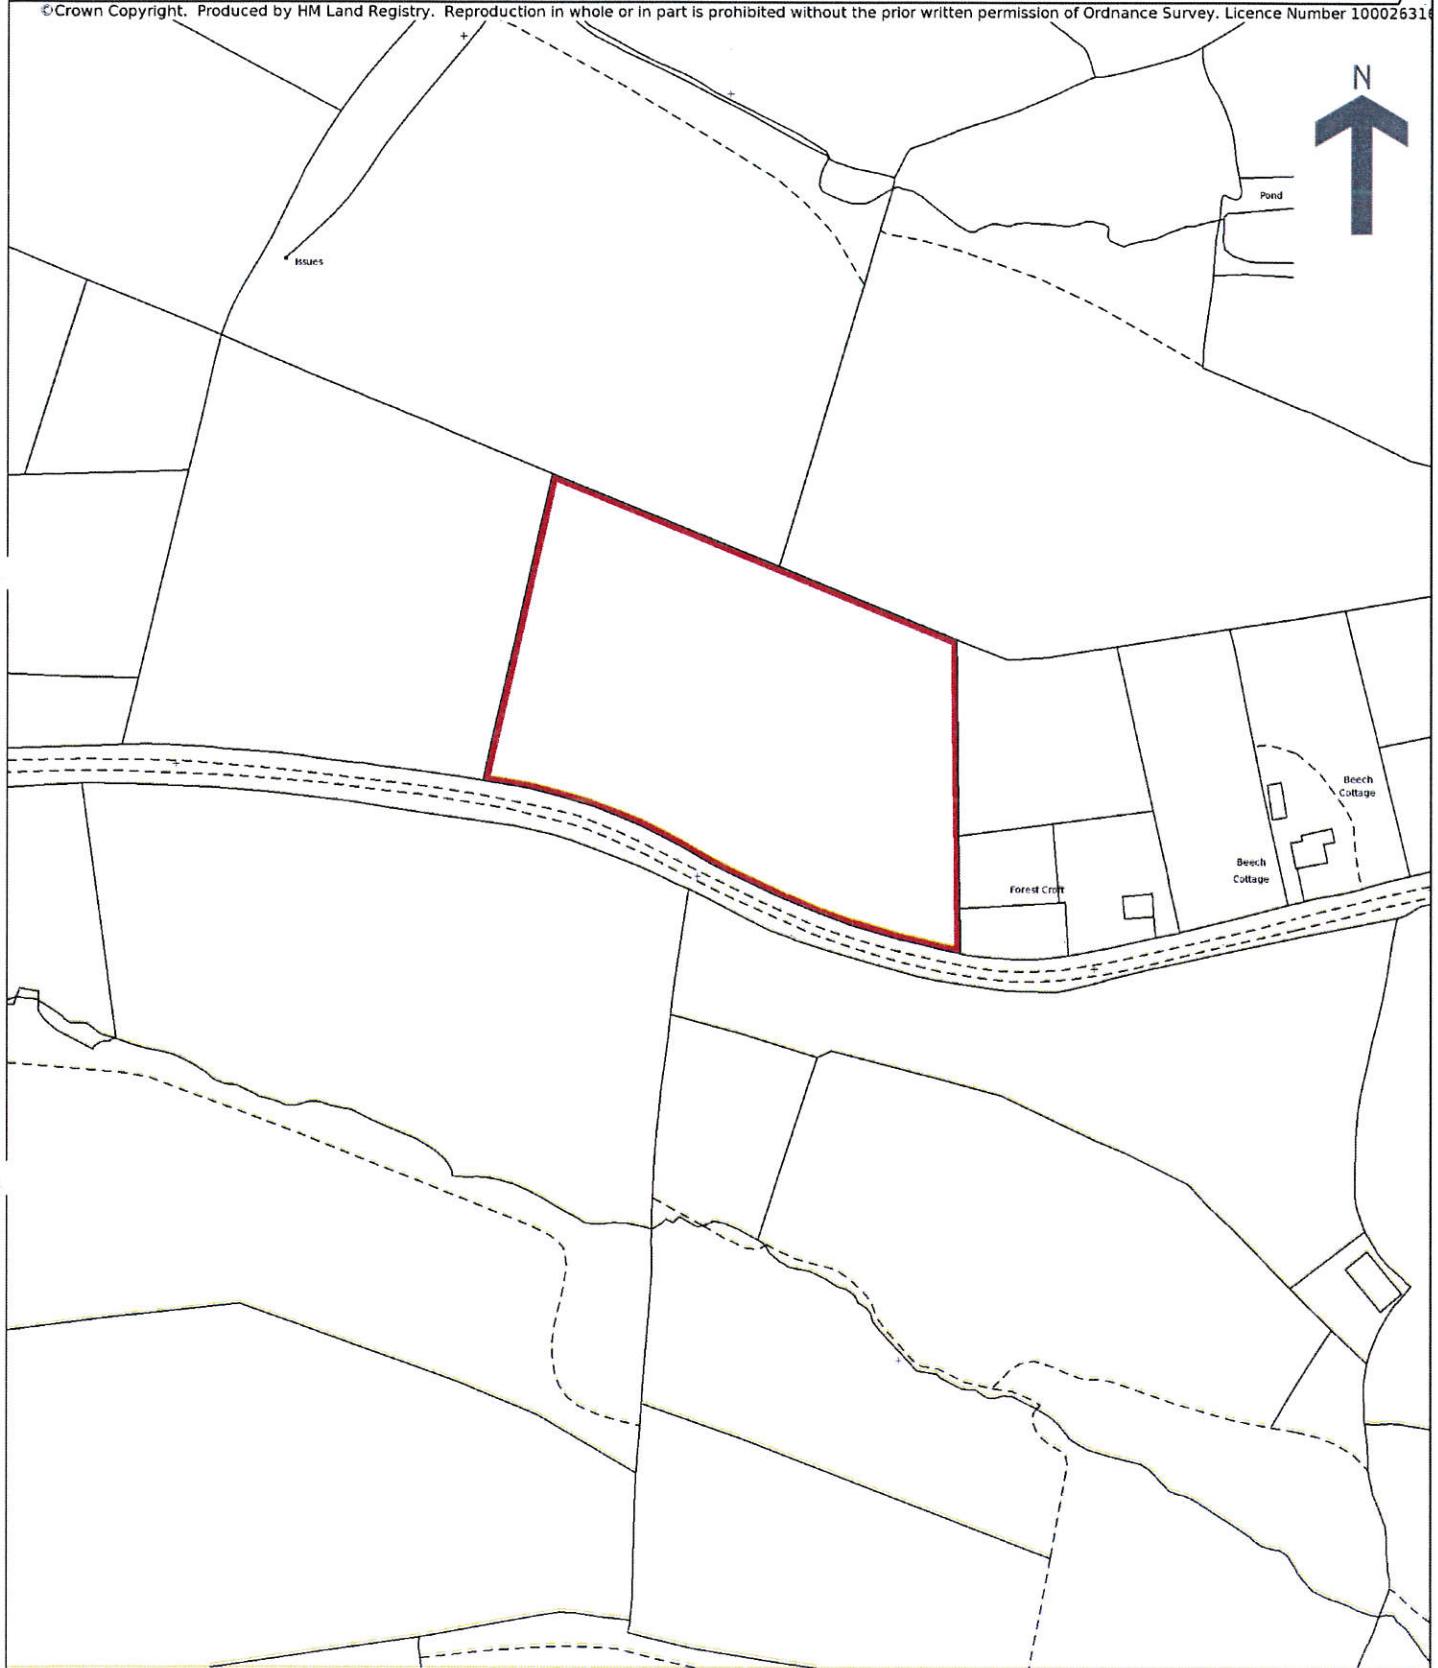 ©Crown Copyright. Produced by HM Land Registry. Reproduction in whole or in part is prohibited without the prior written permission of Ordnance Survey. Licence Number 100026316
N
Pond
Issues
Beech
Cottage
Beech
Cottage
Forest Croft